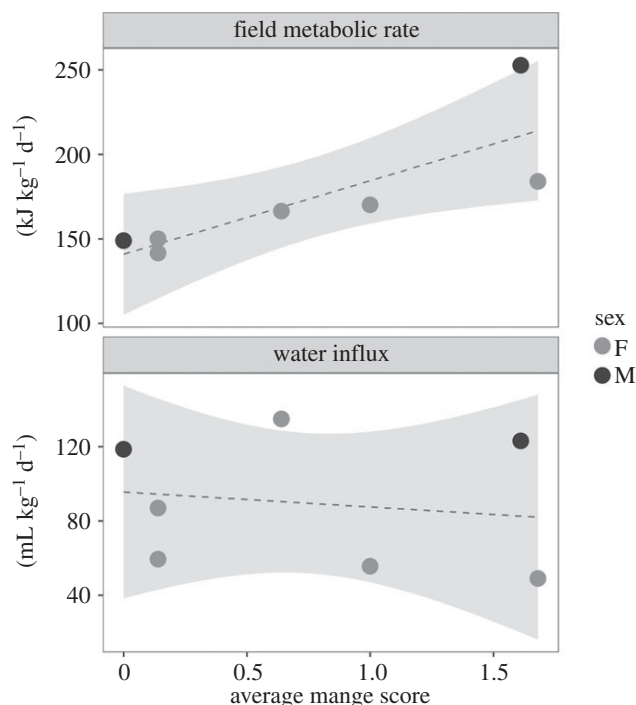 field metabolic rate
250
200
150
100
(kJ kg⁻¹ d⁻¹)
sex
F
M
water influx
120
80
40
(mL kg⁻¹ d⁻¹)
0 0.5 1.0 1.5
average mange score